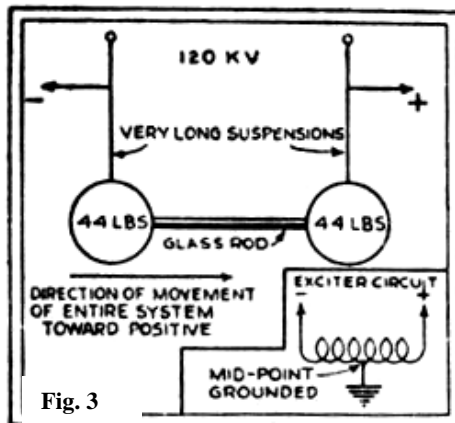 120 KV
- +
VERY LONG SUSPENSIONS
44 LBS 44 LBS
GLASS ROD
DIRECTION OF MOVEMENT
OF ENTIRE SYSTEM
TOWARD POSITIVE
EXCITER CIRCUIT
- +
MID-POINT
GROUNDED
Fig. 3